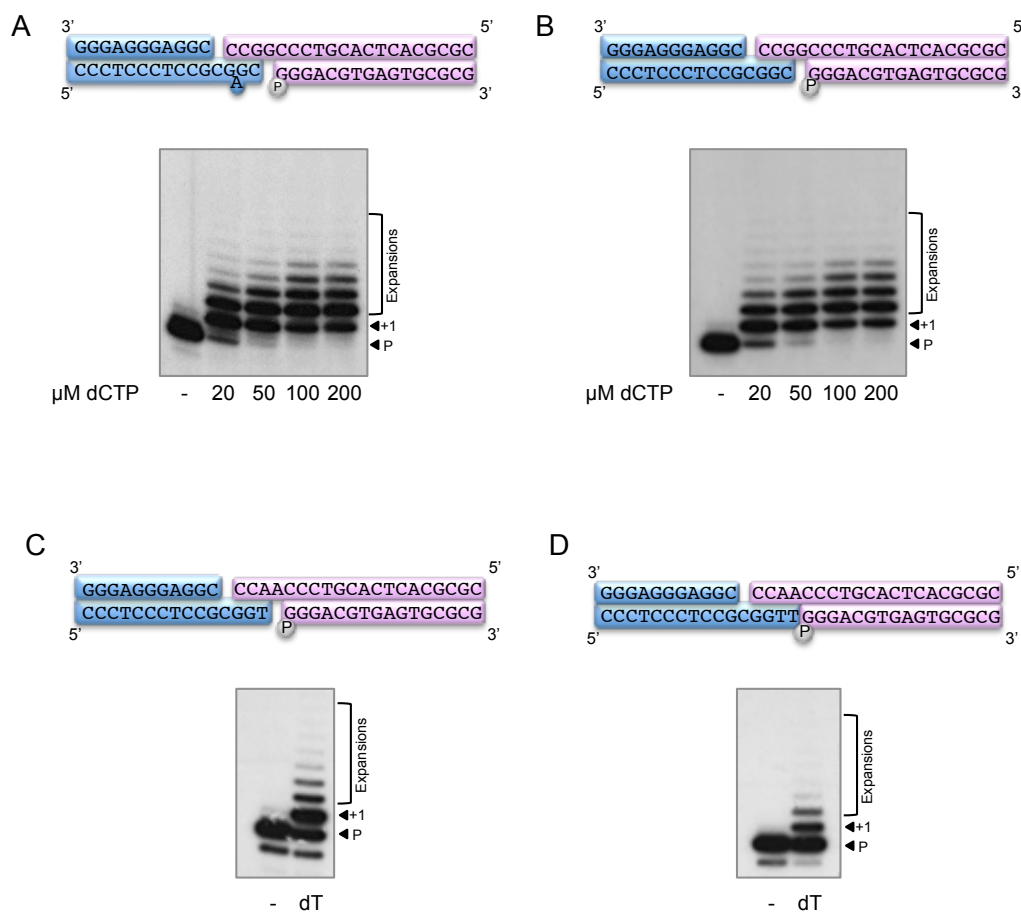 A
3’
5’
GGGAGGGAGGC
CCGGCCCTGCACTCACGCGC
CCCTCCCTCCGCGGC
GGGACGTGAGTGCGCG
A
P
5’
3’
Expansions
+1
P
µM dCTP
-
20
50
100
200
B
3’
5’
GGGAGGGAGGC
CCGGCCCTGCACTCACGCGC
CCCTCCCTCCGCGGC
GGGACGTGAGTGCGCG
P
5’
3’
Expansions
+1
P
µM dCTP
-
20
50
100
200
C
3’
5’
GGGAGGGAGGC
CCAACCCTGCACTCACGCGC
CCCTCCCTCCGCGGT
GGGACGTGAGTGCGCG
P
5’
3’
Expansions
+1
P
-
dT
D
3’
5’
GGGAGGGAGGC
CCAACCCTGCACTCACGCGC
CCCTCCCTCCGCGGTT
GGGACGTGAGTGCGCG
P
5’
3’
Expansions
+1
P
-
dT